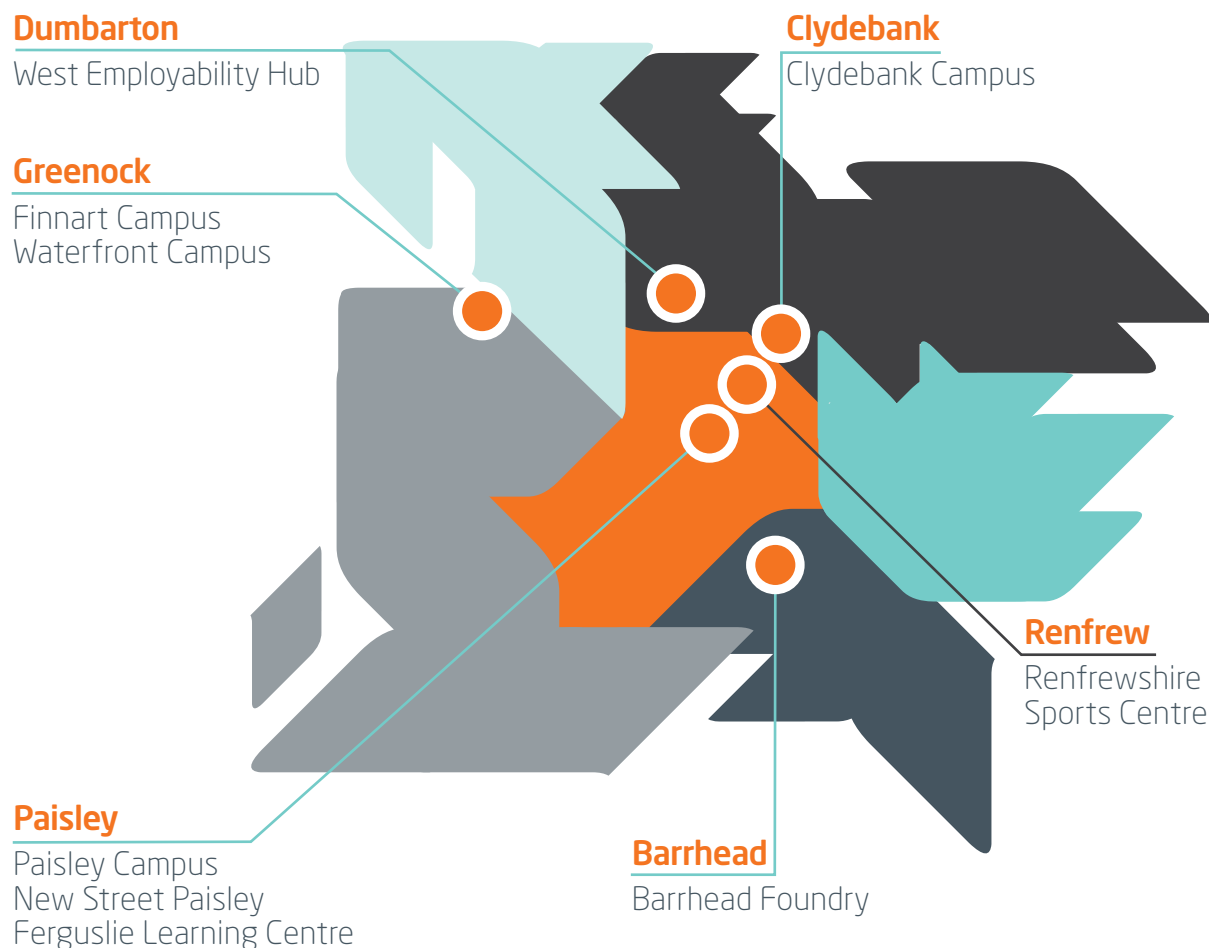 Dumbarton
West Employability Hub
Clydebank
Clydebank Campus
Greenock
Finnart Campus
Waterfront Campus
Renfrew
Renfrewshire
Sports Centre
Paisley
Paisley Campus
New Street Paisley
Ferguslie Learning Centre
Barrhead
Barrhead Foundry